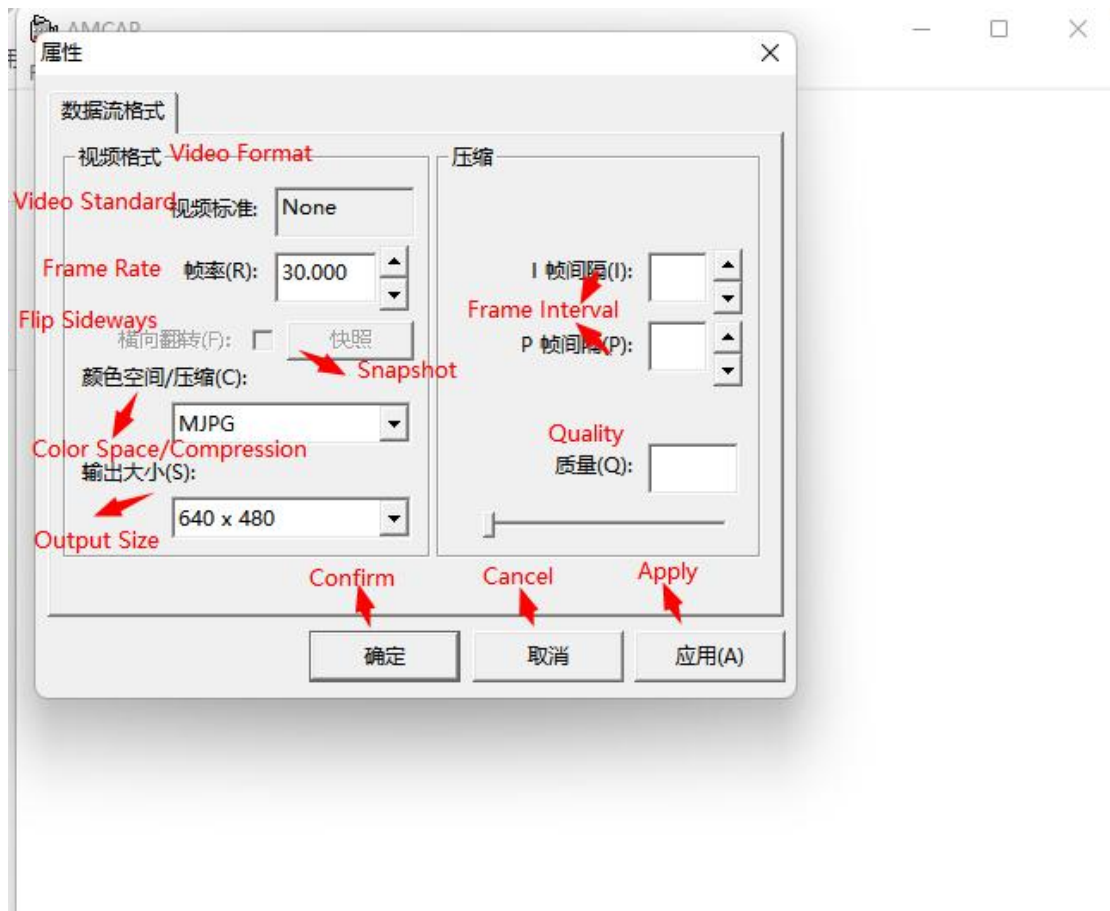 AMCAP
属性
数据流格式
视频格式 Video Format
Video Standard 视频标准: None
Frame Rate 帧率(R): 30.000
Flip Sideways
横向翻转(F): 快照
Snapshot
颜色空间/压缩(C):
MJPG
Color Space/Compression
输出大小(S):
640 x 480
Output Size
压缩
I 帧间隔(I):
Frame Interval
P 帧间隔(P):
Quality
质量(Q):
Confirm Cancel Apply
确定 取消 应用(A)